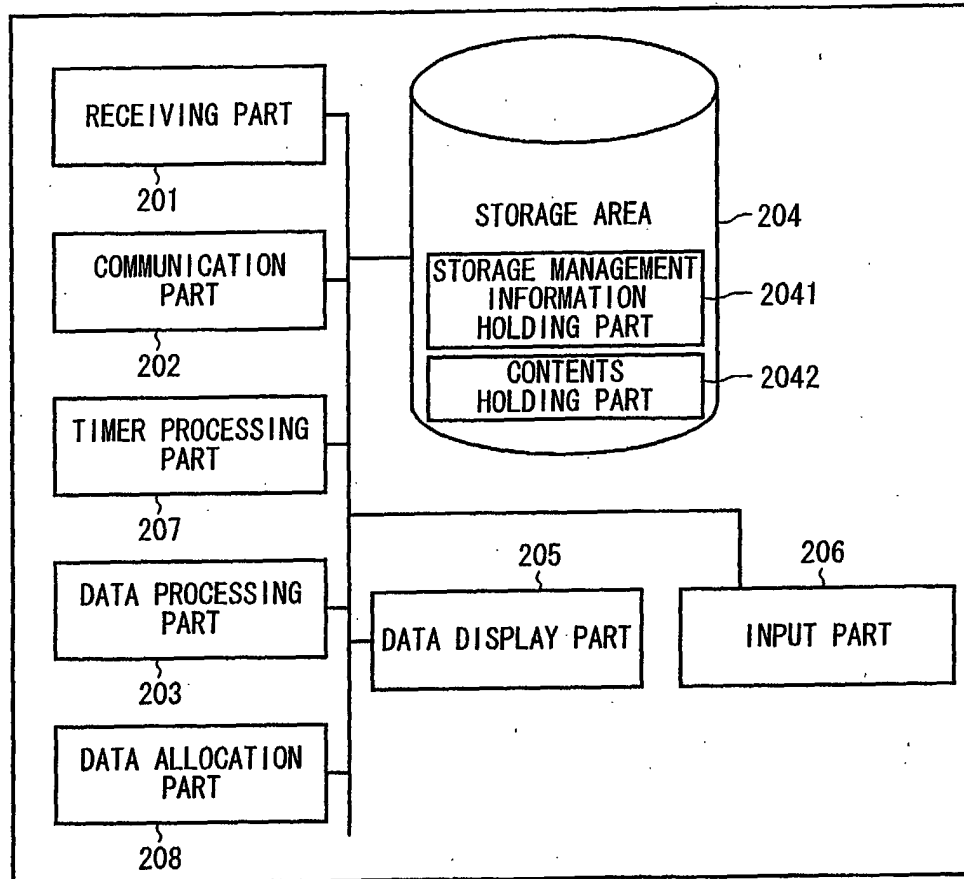 RECEIVING PART
201
COMMUNICATION
PART
202
TIMER PROCESSING
PART
207
DATA PROCESSING
PART
203
DATA ALLOCATION
PART
208
STORAGE AREA
204
STORAGE MANAGEMENT
INFORMATION
HOLDING PART
2041
CONTENTS
HOLDING PART
2042
205
DATA DISPLAY PART
206
INPUT PART